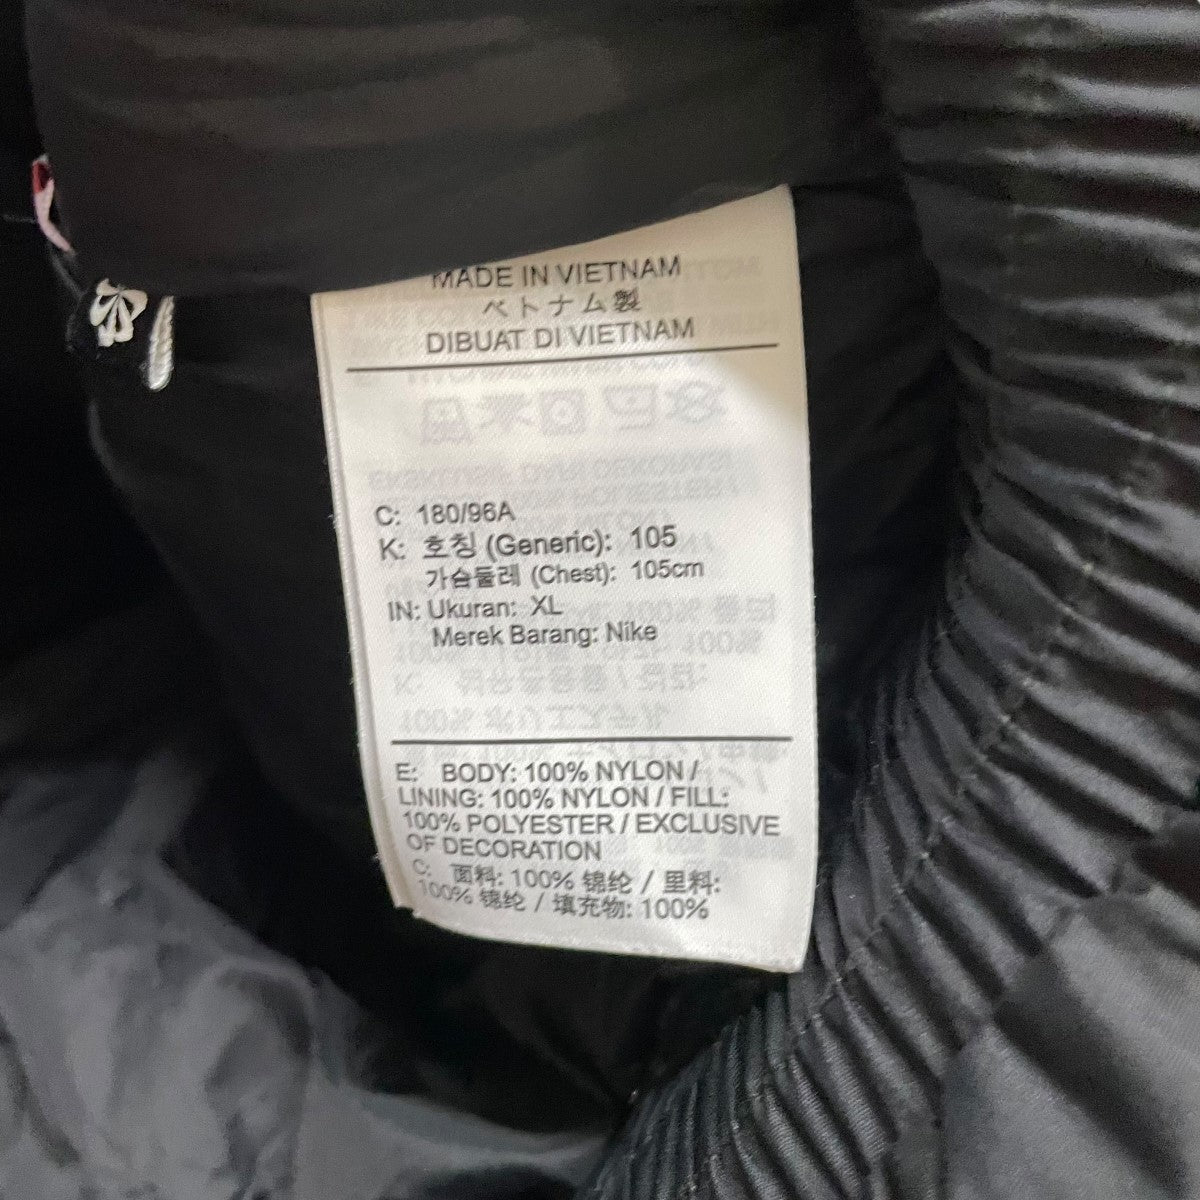 MADE IN VIETNAM
ベトナム製
DIBUAT DI VIETNAM
C: 180/96A
K: 호칭 (Generic): 105
가슴둘레 (Chest): 105cm
IN: Ukuran: XL
Merek Barang: Nike
E: BODY: 100% NYLON /
LINING: 100% NYLON / FILL:
100% POLYESTER / EXCLUSIVE
OF DECORATION
C: 面料: 100% 锦纶 / 里料:
100% 锦纶 / 填充物: 100%